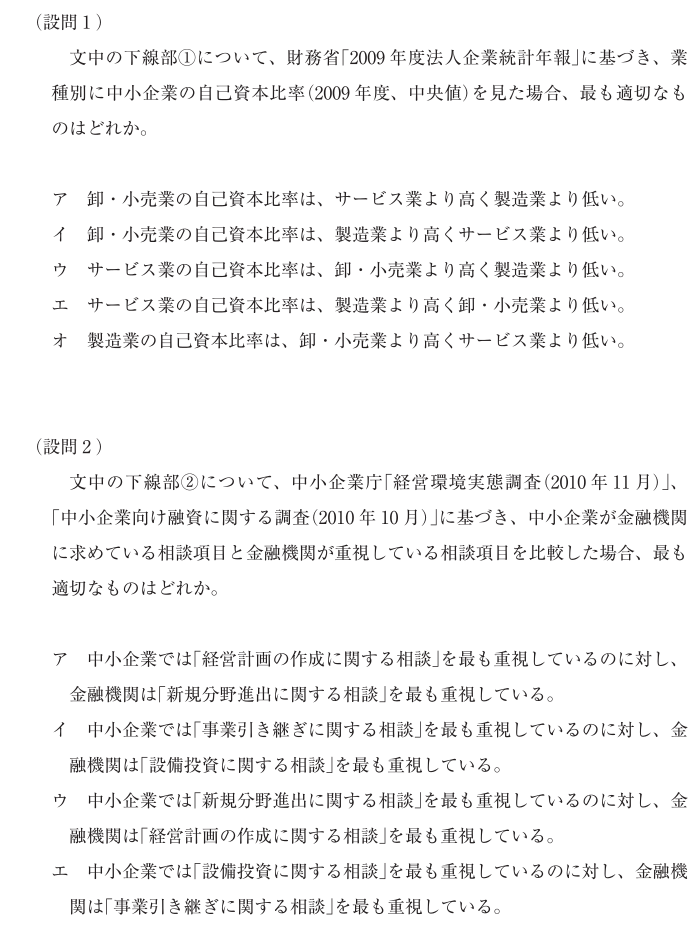 (設問1)
文中の下線部①について、財務省「2009年度法人企業統計年報」に基づき、業
種別に中小企業の自己資本比率(2009年度、中央値)を見た場合、最も適切なも
のはどれか。
ア 卸・小売業の自己資本比率は、サービス業より高く製造業より低い。
イ 卸・小売業の自己資本比率は、製造業より高くサービス業より低い。
ウ サービス業の自己資本比率は、卸・小売業より高く製造業より低い。
エ サービス業の自己資本比率は、製造業より高く卸・小売業より低い。
オ 製造業の自己資本比率は、卸・小売業より高くサービス業より低い。
(設問2)
文中の下線部②について、中小企業庁「経営環境実態調査(2010年11月)」、
「中小企業向け融資に関する調査(2010年10月)」に基づき、中小企業が金融機関
に求めている相談項目と金融機関が重視している相談項目を比較した場合、最も
適切なものはどれか。
ア 中小企業では「経営計画の作成に関する相談」を最も重視しているのに対し、
金融機関は「新規分野進出に関する相談」を最も重視している。
イ 中小企業では「事業引き継ぎに関する相談」を最も重視しているのに対し、金
融機関は「設備投資に関する相談」を最も重視している。
ウ 中小企業では「新規分野進出に関する相談」を最も重視しているのに対し、金
融機関は「経営計画の作成に関する相談」を最も重視している。
エ 中小企業では「設備投資に関する相談」を最も重視しているのに対し、金融機
関は「事業引き継ぎに関する相談」を最も重視している。